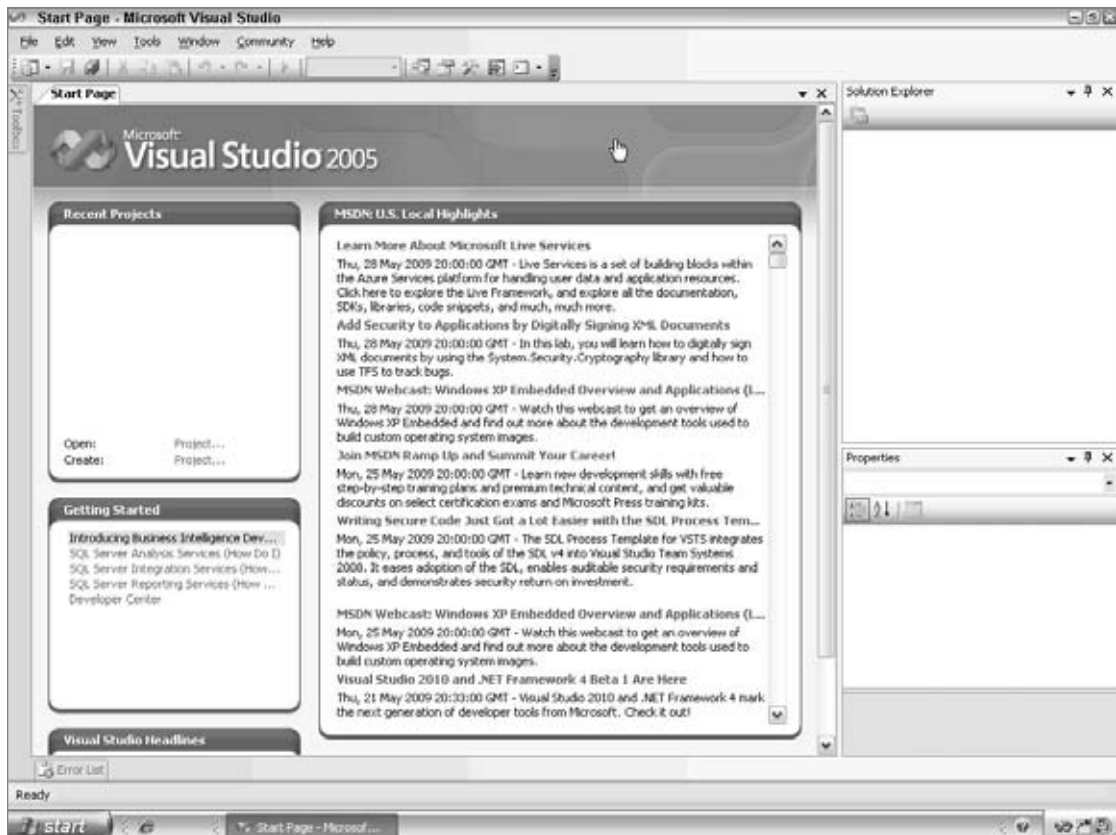 Start Page - Microsoft Visual Studio
File Edit View Tools Window Community Help
Toolbox
Start Page
Microsoft
Visual Studio 2005
Recent Projects
Open: Project...
Create: Project...
Getting Started
Introducing Business Intelligence Dev...
SQL Server Analysis Services (How Do I)
SQL Server Integration Services (How...
SQL Server Reporting Services (How ...
Developer Center
Visual Studio Headlines
MSDN: U.S. Local Highlights
Learn More About Microsoft Live Services
Thu, 28 May 2009 20:00:00 GMT - Live Services is a set of building blocks within
the Azure Services platform for handling user data and application resources.
Click here to explore the Live Framework, and explore all the documentation,
SDKs, libraries, code snippets, and much, much more.
Add Security to Applications by Digitally Signing XML Documents
Thu, 28 May 2009 20:00:00 GMT - In this lab, you will learn how to digitally sign
XML documents by using the System.Security.Cryptography library and how to
use TFS to track bugs.
MSDN Webcast: Windows XP Embedded Overview and Applications (L...
Thu, 28 May 2009 20:00:00 GMT - Watch this webcast to get an overview of
Windows XP Embedded and find out more about the development tools used to
build custom operating system images.
Join MSDN Ramp Up and Summit Your Career!
Mon, 25 May 2009 20:00:00 GMT - Learn new development skills with free
step-by-step training plans and premium technical content, and get valuable
discounts on select certification exams and Microsoft Press training kits.
Writing Secure Code Just Got a Lot Easier with the SDL Process Tem...
Mon, 25 May 2009 20:00:00 GMT - The SDL Process Template for VSTS integrates
the policy, process, and tools of the SDL v4 into Visual Studio Team Systems
2008. It eases adoption of the SDL, enables auditable security requirements and
status, and demonstrates security return on investment.
MSDN Webcast: Windows XP Embedded Overview and Applications (L...
Mon, 25 May 2009 20:00:00 GMT - Watch this webcast to get an overview of
Windows XP Embedded and find out more about the development tools used to
build custom operating system images.
Visual Studio 2010 and .NET Framework 4 Beta 1 Are Here
Thu, 21 May 2009 20:33:00 GMT - Visual Studio 2010 and .NET Framework 4 mark
the next generation of developer tools from Microsoft. Check it out!
Solution Explorer
Properties
Error List
Ready
start
Start Page - Microsof...